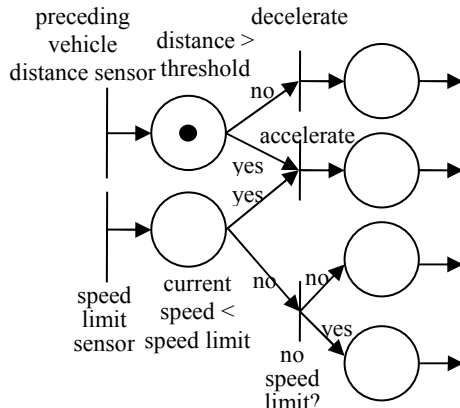 preceding
vehicle
distance sensor
distance >
threshold
decelerate
no
accelerate
yes
yes
no
no
yes
speed
limit
sensor
current
speed <
speed limit
no
speed
limit?